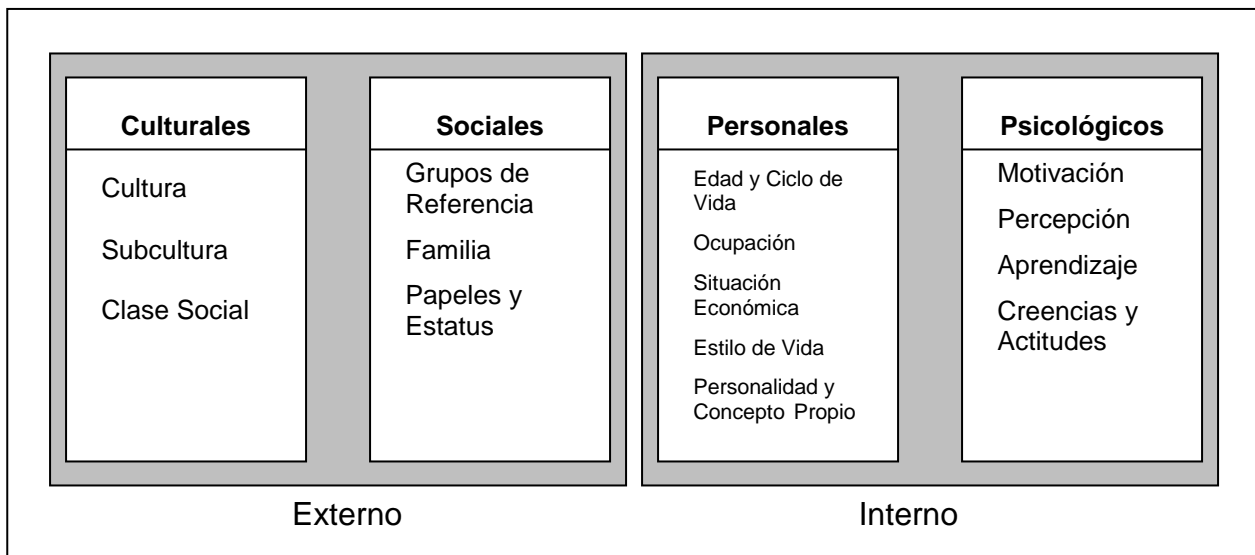 Culturales
Cultura
Subcultura
Clase Social
Sociales
Grupos de
Referencia
Familia
Papeles y
Estatus
Externo
Personales
Edad y Ciclo de
Vida
Ocupación
Situación
Económica
Estilo de Vida
Personalidad y
Concepto Propio
Psicológicos
Motivación
Percepción
Aprendizaje
Creencias y
Actitudes
Interno